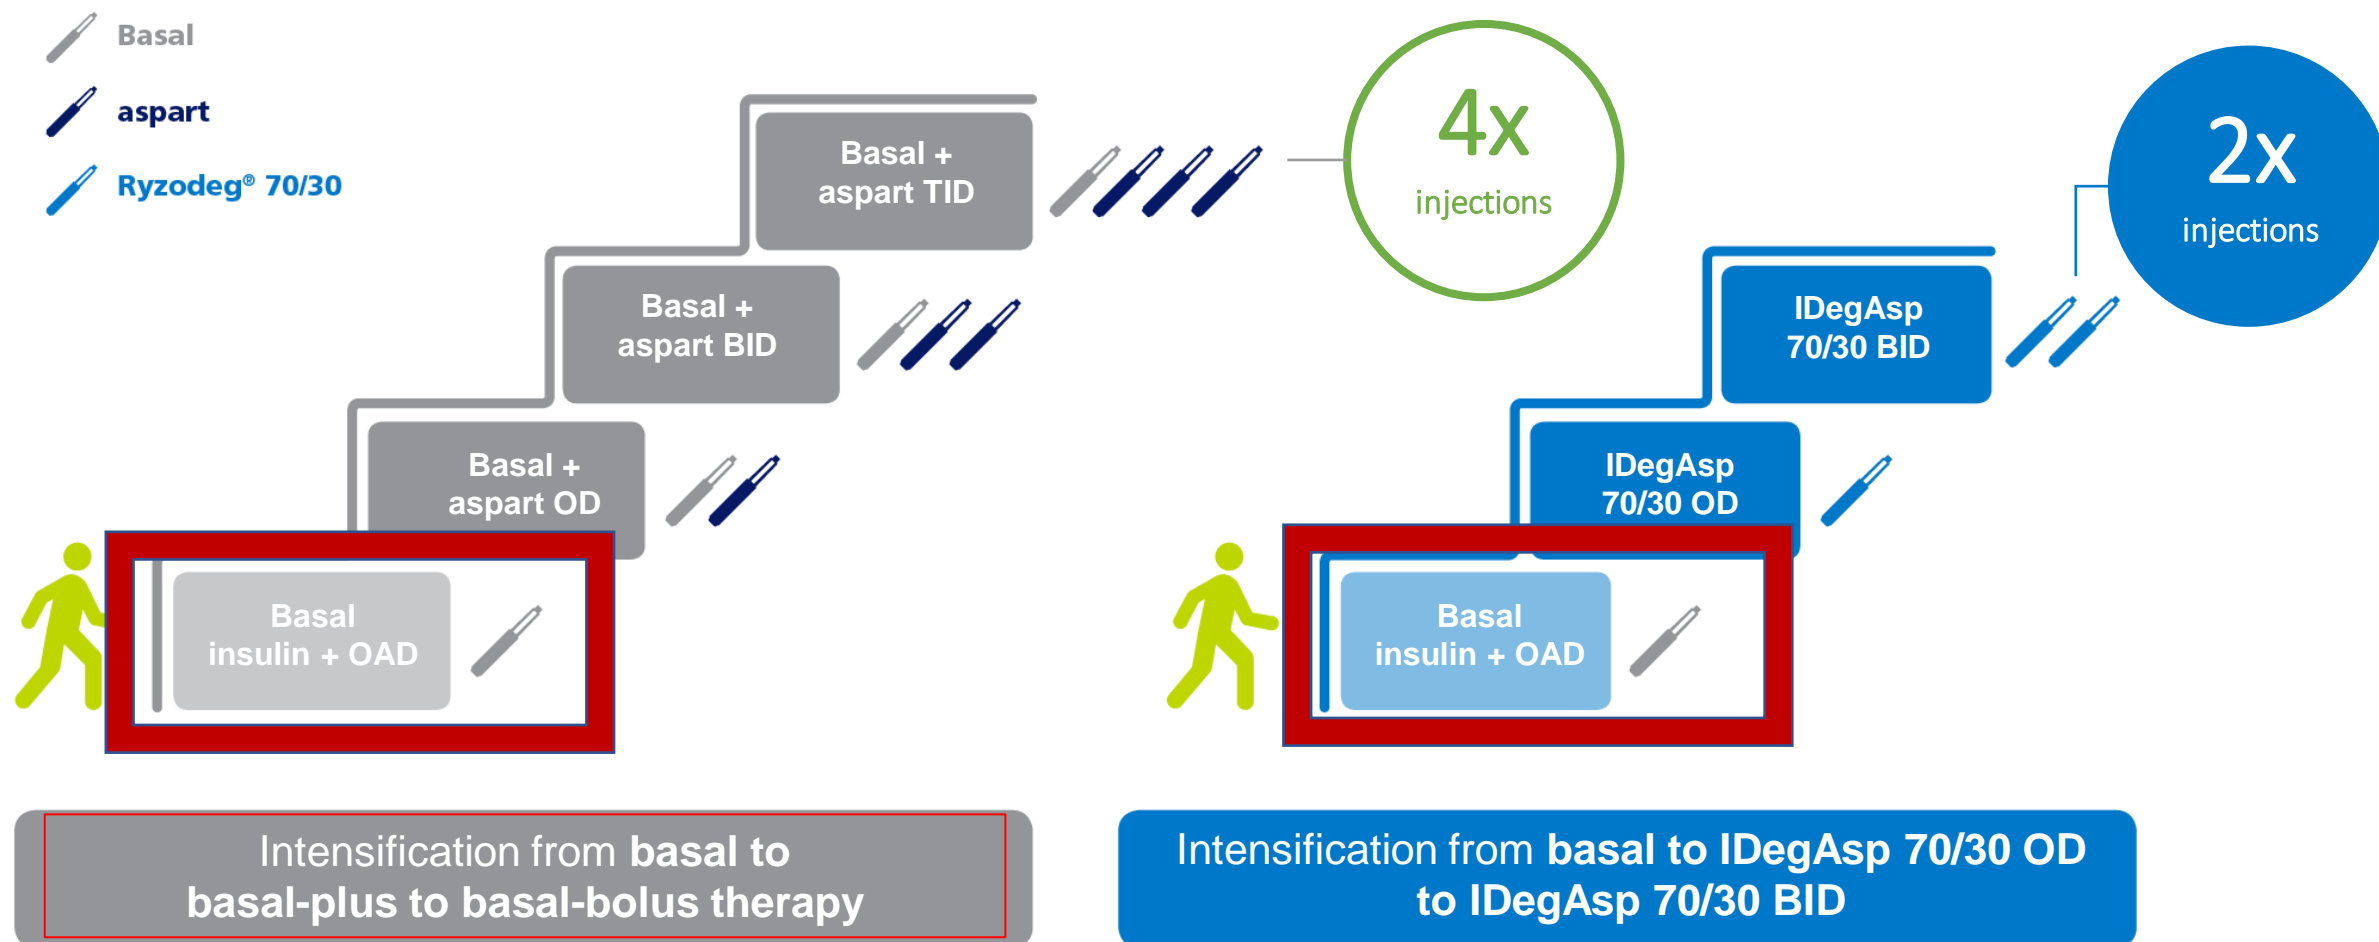 Basal
aspart
Ryzodeg® 70/30
Basal +
aspart TID
4x
injections
Basal +
aspart BID
Basal +
aspart OD
Basal
insulin + OAD
Intensification from basal to
basal-plus to basal-bolus therapy
2x
injections
IDegAsp
70/30 BID
IDegAsp
70/30 OD
Basal
insulin + OAD
Intensification from basal to IDegAsp 70/30 OD
to IDegAsp 70/30 BID